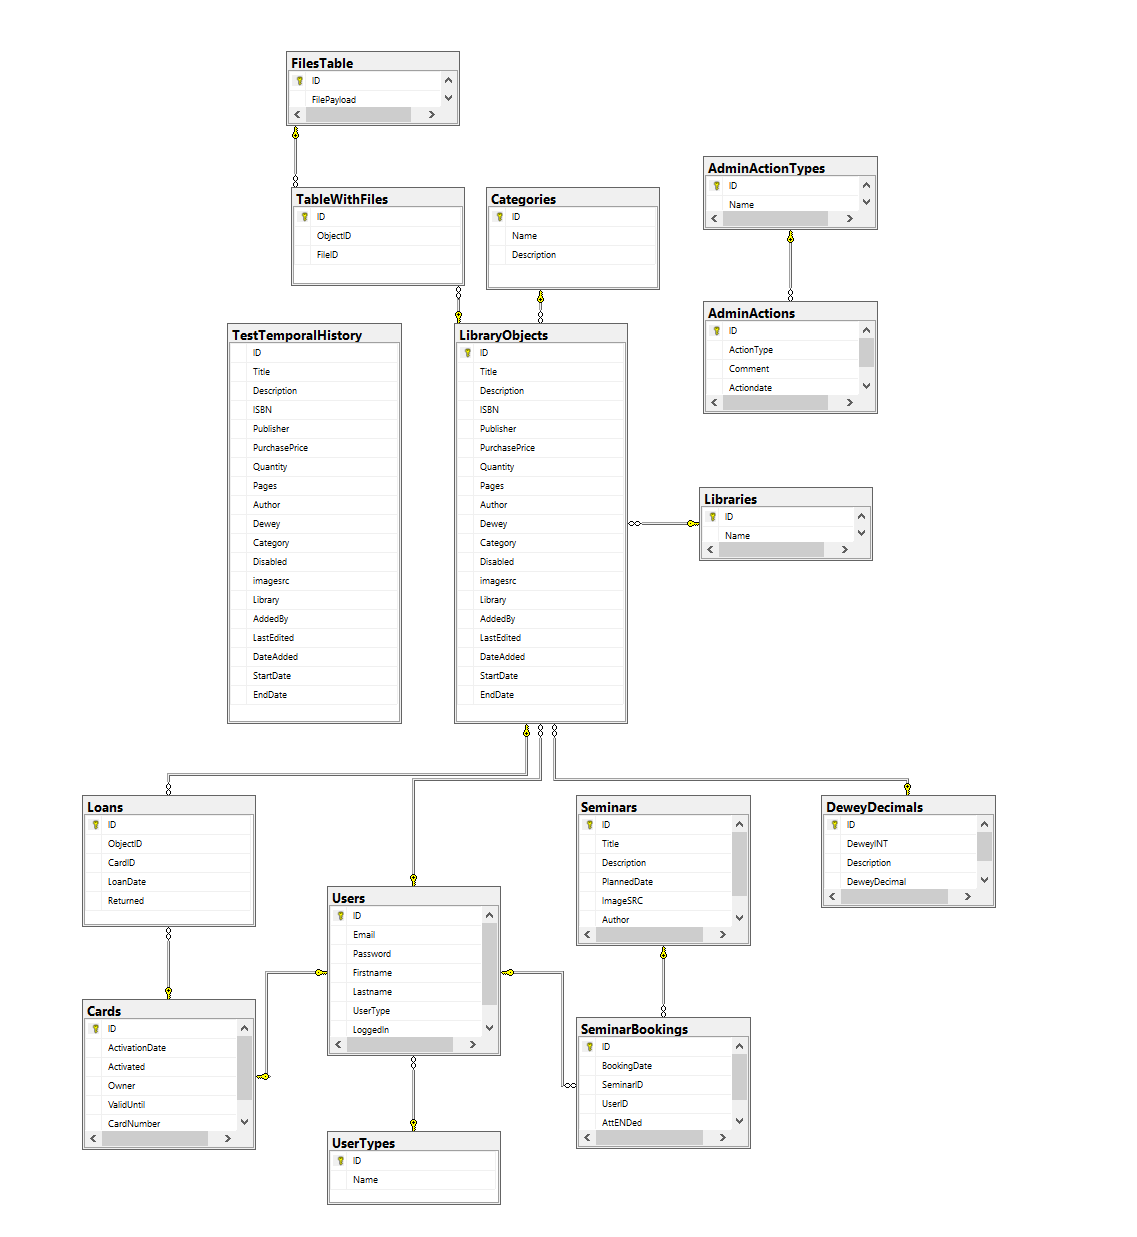 FilesTable
ID
FilePayload
TableWithFiles
ID
ObjectID
FileID
Categories
ID
Name
Description
AdminActionTypes
ID
Name
AdminActions
ID
ActionType
Comment
Actiondate
TestTemporalHistory
ID
Title
Description
ISBN
Publisher
PurchasePrice
Quantity
Pages
Author
Dewey
Category
Disabled
imagesrc
Library
AddedBy
LastEdited
DateAdded
StartDate
EndDate
LibraryObjects
ID
Title
Description
ISBN
Publisher
PurchasePrice
Quantity
Pages
Author
Dewey
Category
Disabled
imagesrc
Library
AddedBy
LastEdited
DateAdded
StartDate
EndDate
Libraries
ID
Name
Loans
ID
ObjectID
CardID
LoanDate
Returned
Seminars
ID
Title
Description
PlannedDate
ImageSRC
Author
DeweyDecimals
ID
DeweyINT
Description
DeweyDecimal
Users
ID
Email
Password
Firstname
Lastname
UserType
LoggedIn
Cards
ID
ActivationDate
Activated
Owner
ValidUntil
CardNumber
SeminarBookings
ID
BookingDate
SeminarID
UserID
AttENDed
UserTypes
ID
Name